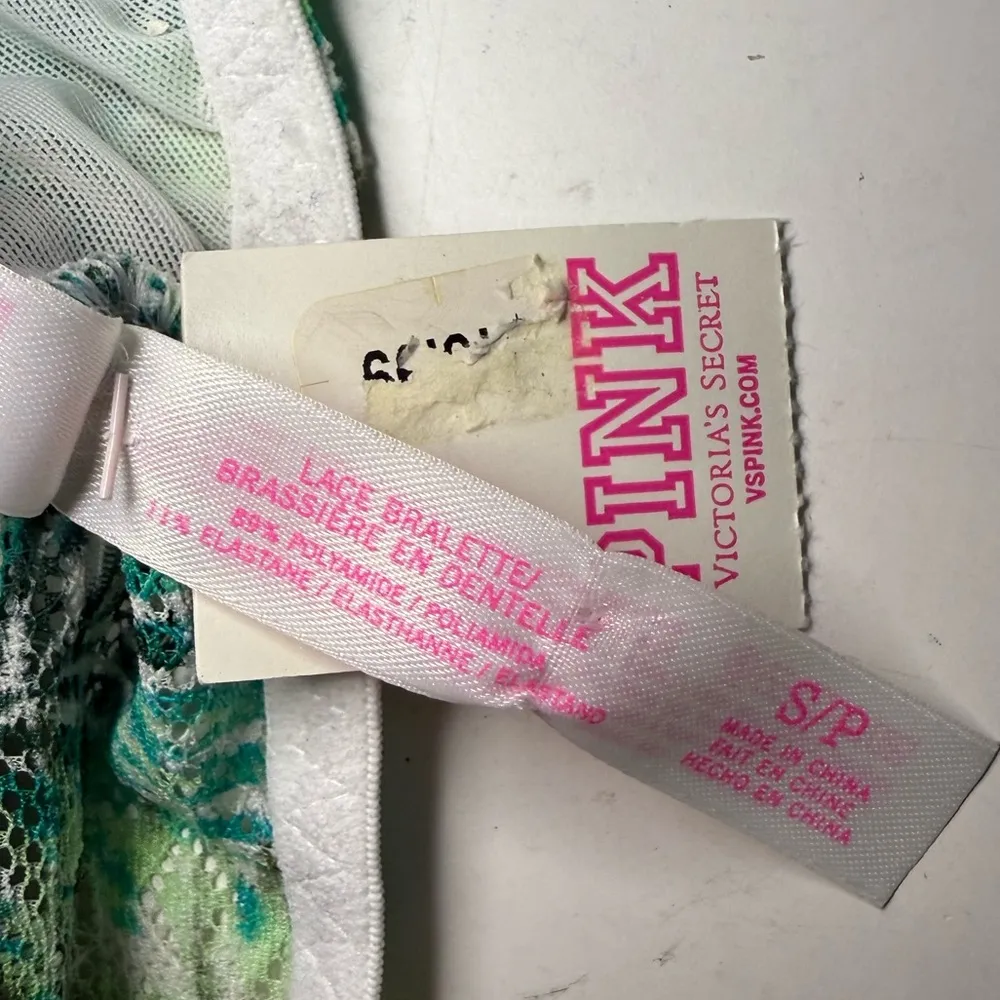 PINK
VICTORIA'S SECRET
VSPINK.COM
LACE BRALETTE/
BRASSIERE EN DENTELLE
89% POLYAMIDE / POLIAMIDA
11% ELASTANE / ELASTHANNE / ELASTANO
S/P
MADE IN CHINA
FAIT EN CHINE
HECHO EN CHINA